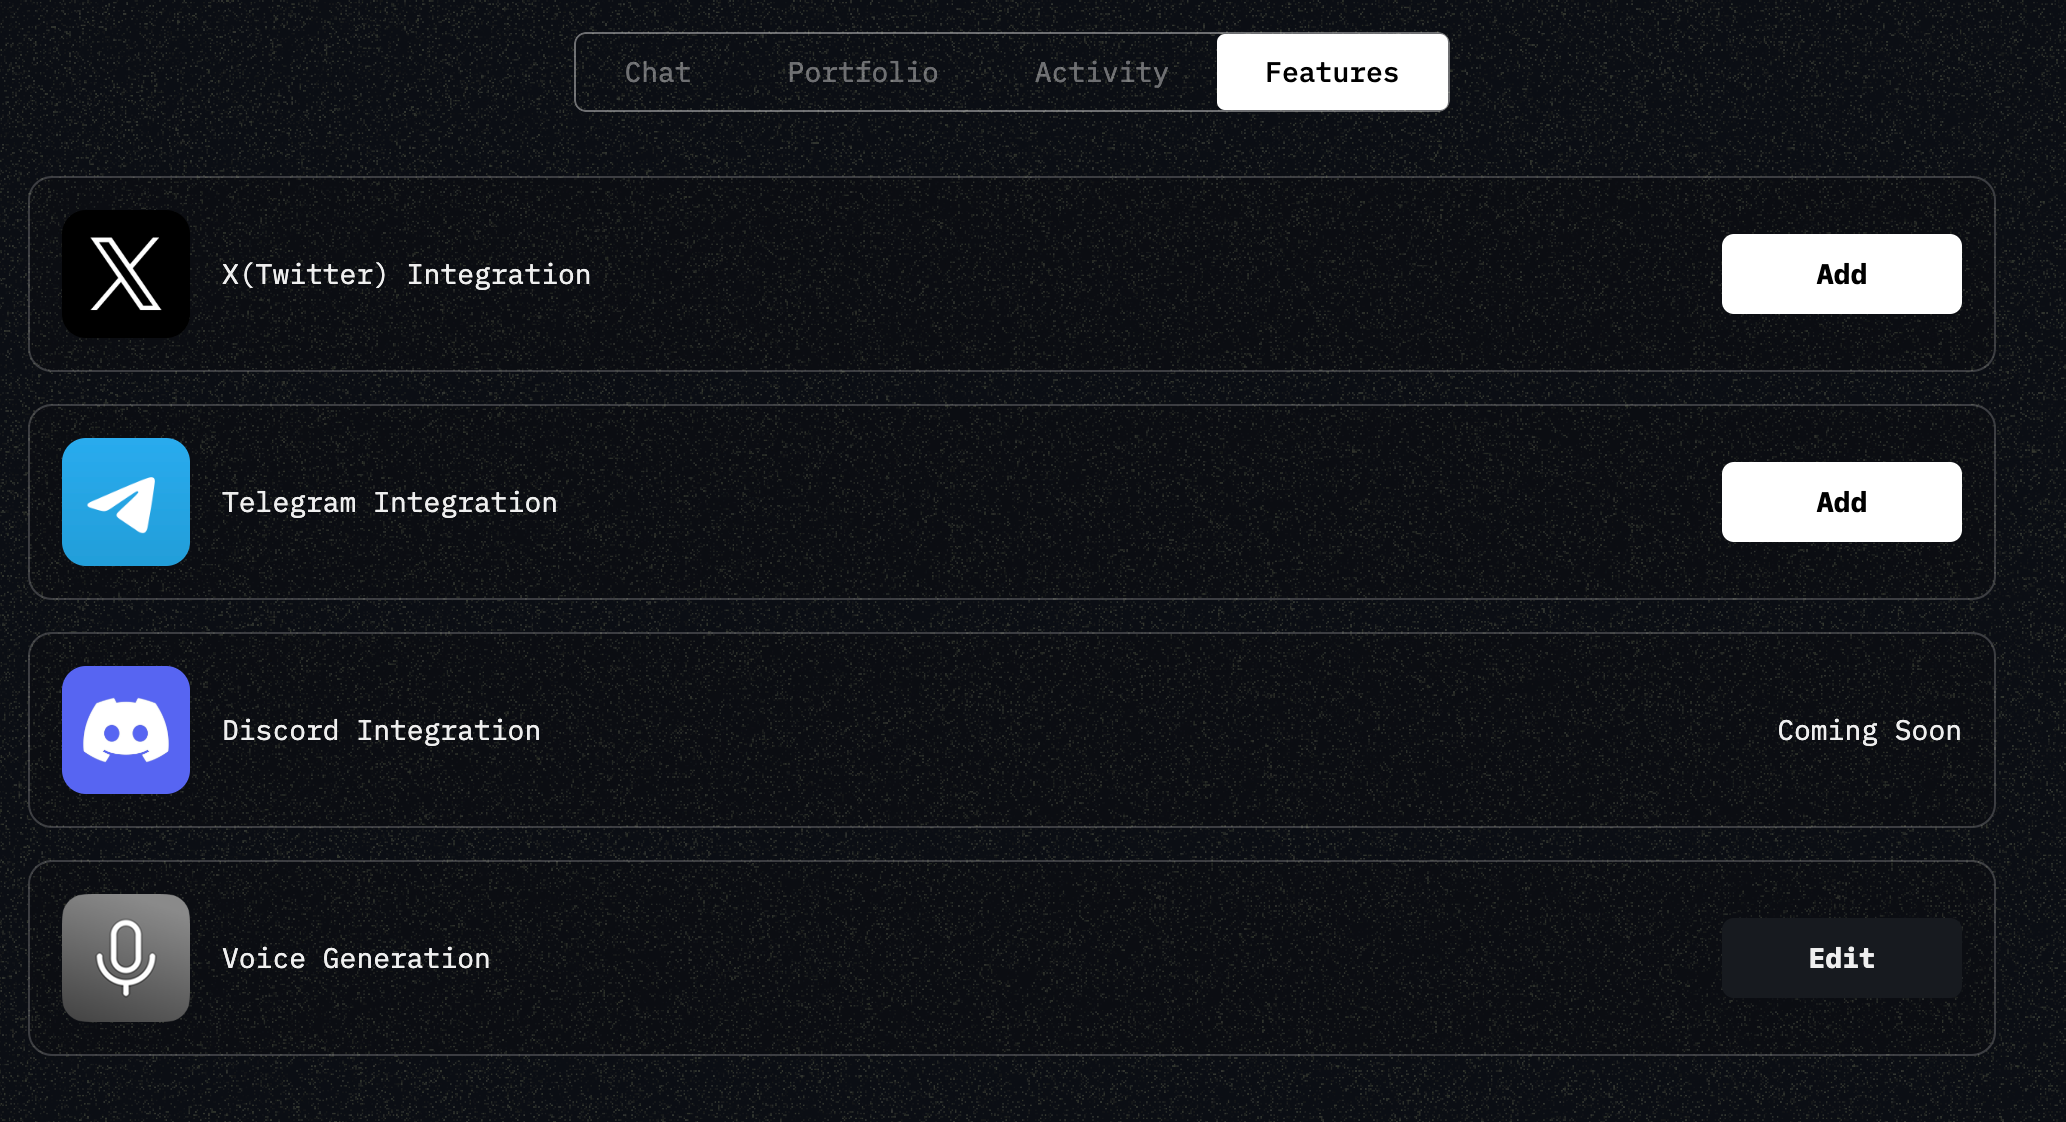 Chat Portfolio Activity Features
X(Twitter) Integration Add
Telegram Integration Add
Discord Integration Coming Soon
Voice Generation Edit